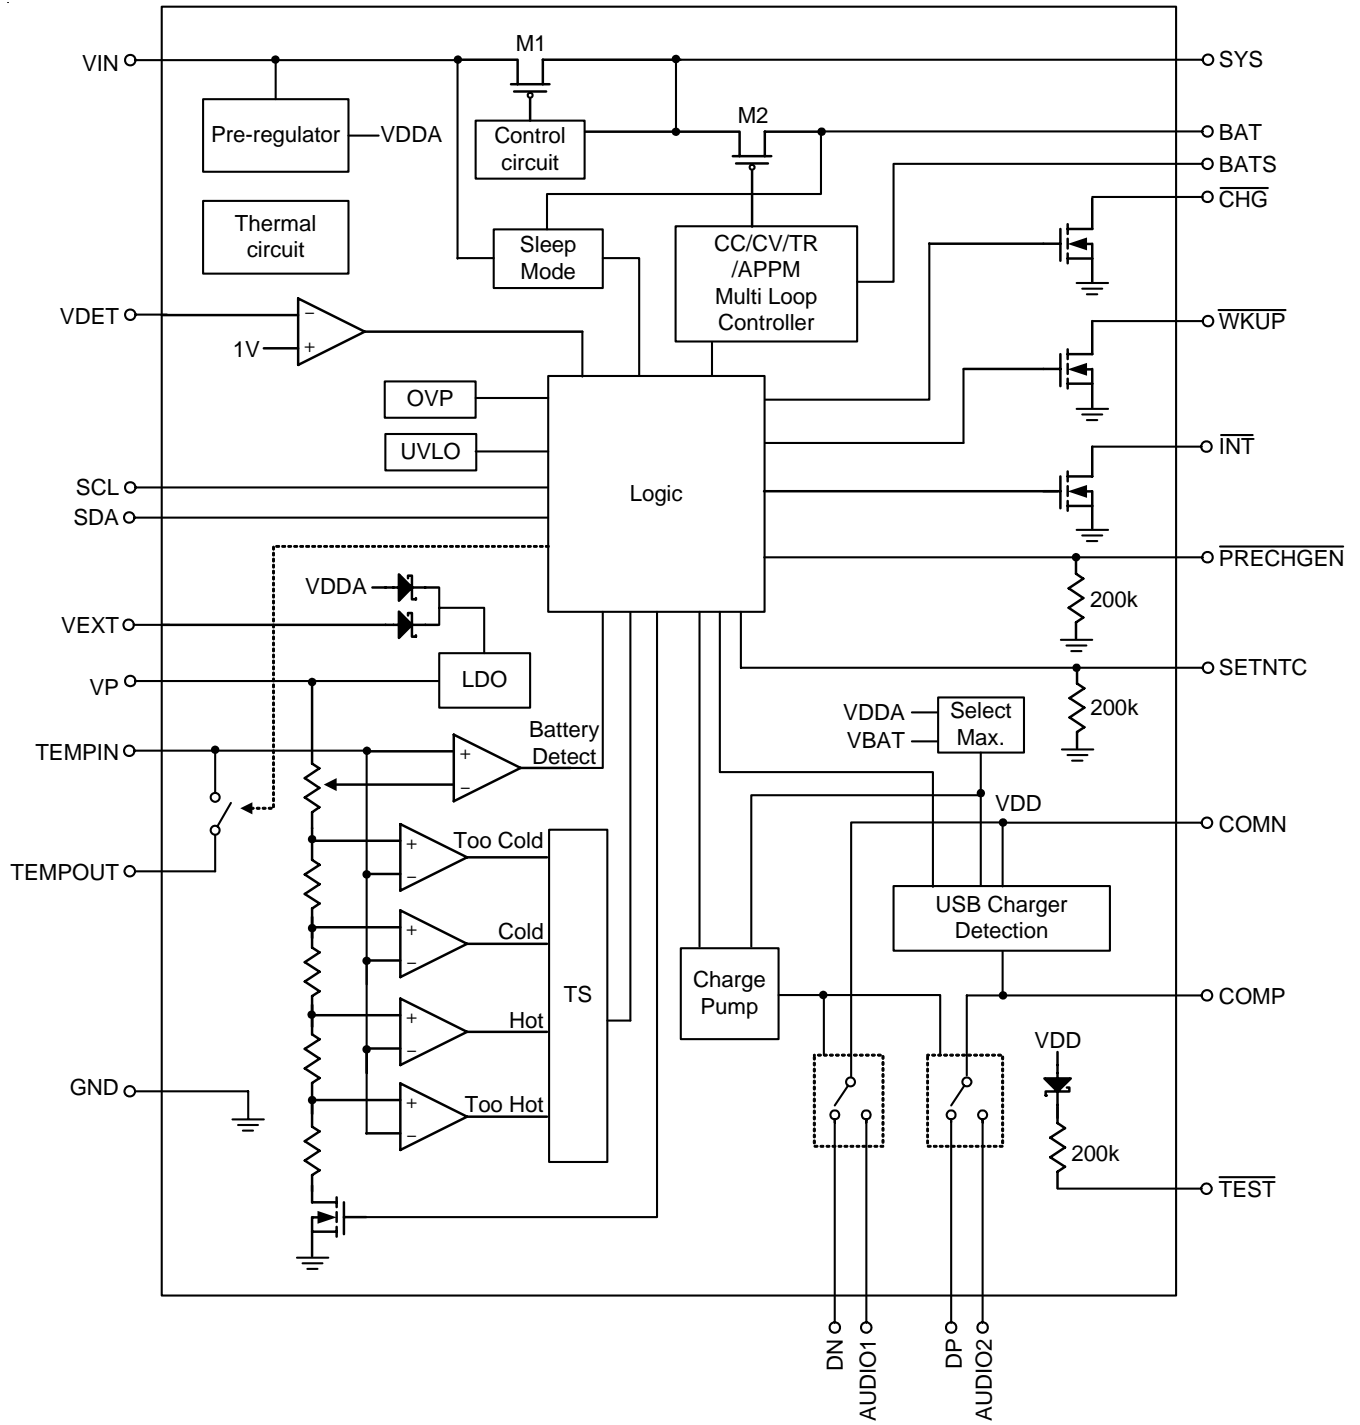 M1
VIN
SYS
M2
Pre-regulator
VDDA
Control
circuit
BAT
BATS
CHG
Thermal
circuit
Sleep
Mode
CC/CV/TR
/APPM
Multi Loop
Controller
VDET
−
1V
+
WKUP
OVP
UVLO
INT
SCL
SDA
Logic
PRECHGEN
VDDA
200k
VEXT
VP
LDO
SETNTC
VDDA
VBAT
Select
Max.
200k
TEMPIN
+
−
Battery
Detect
VDD
COMN
TEMPOUT
+
−
Too Cold
USB Charger
Detection
+
−
Cold
TS
Charge
Pump
COMP
+
−
Hot
VDD
GND
+
−
Too Hot
200k
TEST
DN
AUDIO1
DP
AUDIO2